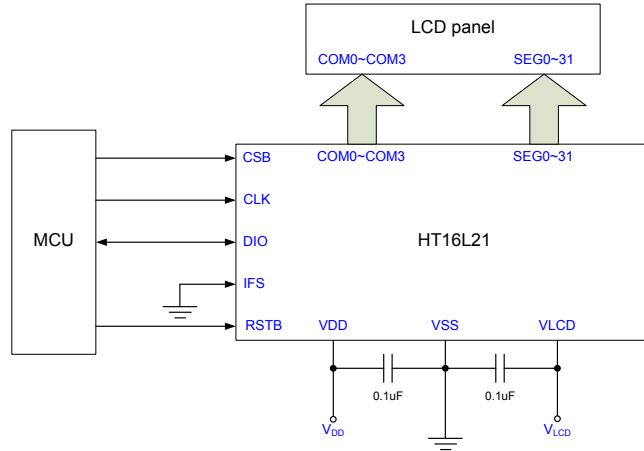 LCD panel
COM0~COM3 SEG0~31
COM0~COM3 SEG0~31
CSB
CLK
MCU
DIO
HT16L21
IFS
RSTB
VDD
VSS
VLCD
0.1uF
0.1uF
VDD
VLCD